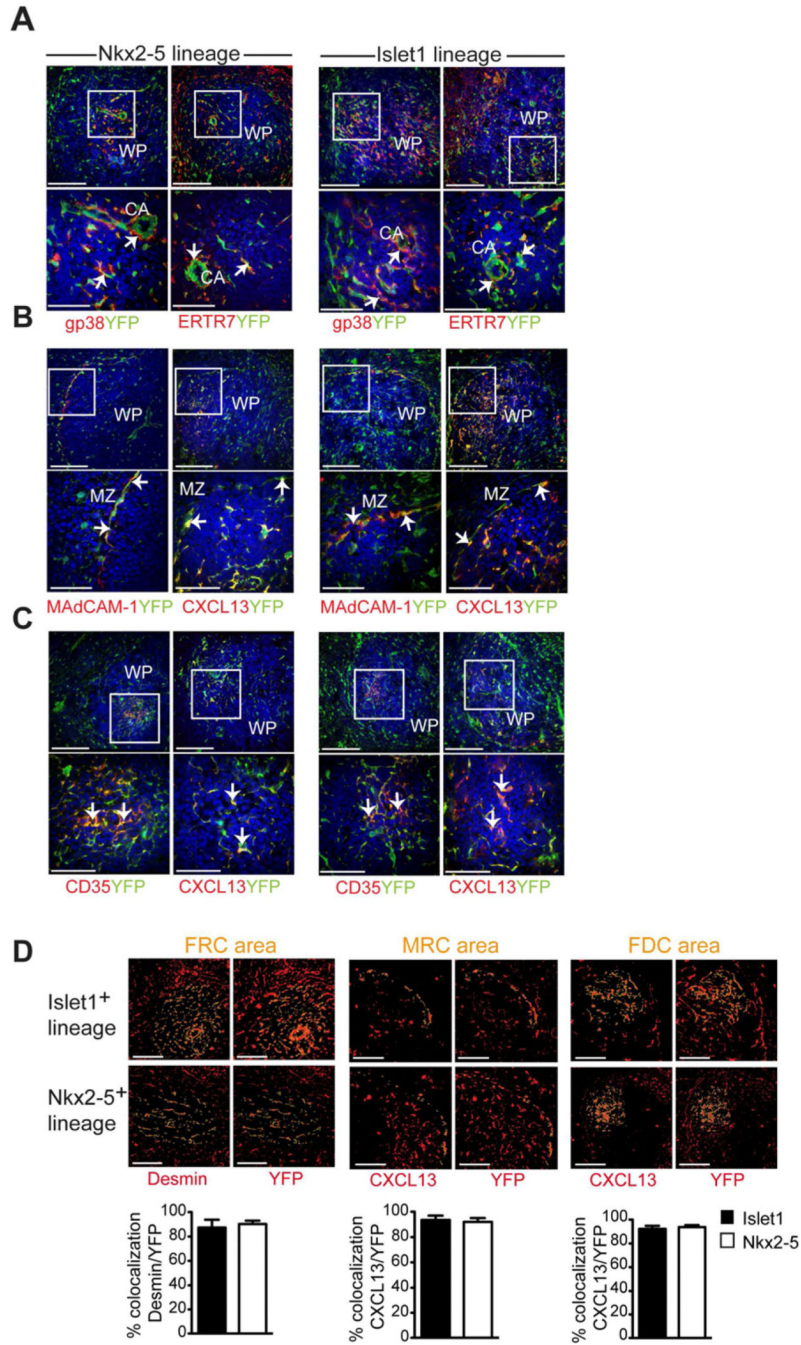 A
Nkx2-5 lineage
Islet1 lineage
WP
WP
WP
WP
CA
CA
CA
CA
gp38YFP
ERTR7YFP
gp38YFP
ERTR7YFP
B
WP
WP
WP
WP
MZ
MZ
MZ
MZ
MAdCAM-1YFP
CXCL13YFP
MAdCAM-1YFP
CXCL13YFP
C
WP
WP
WP
WP
CD35YFP
CXCL13YFP
CD35YFP
CXCL13YFP
D
FRC area
MRC area
FDC area
Islet1+
lineage
Nkx2-5+
lineage
Desmin
YFP
CXCL13
YFP
CXCL13
YFP
% colocalization
Desmin/YFP
100
80
60
40
20
0
% colocalization
CXCL13/YFP
100
80
60
40
20
0
% colocalization
CXCL13/YFP
100
80
60
40
20
0
Islet1
Nkx2-5